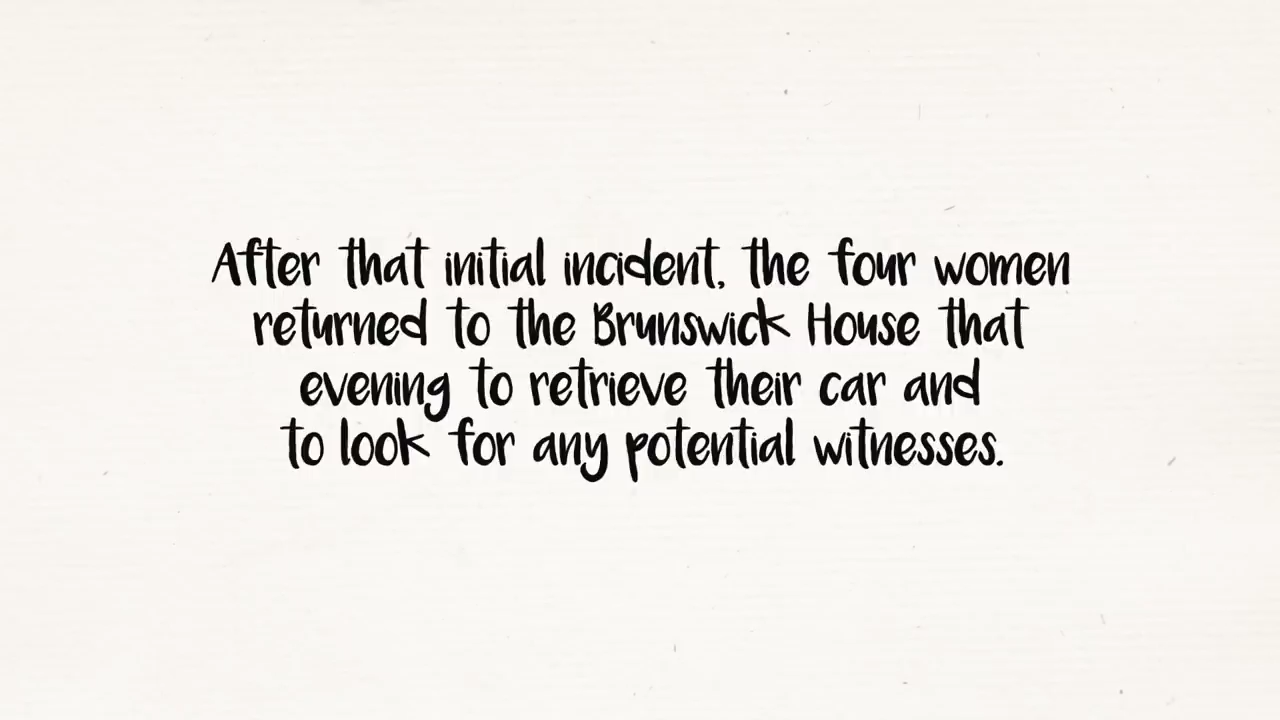 After that initial incident, the four women
returned to the Brunswick House that
evening to retrieve their car and
to look for any potential witnesses.